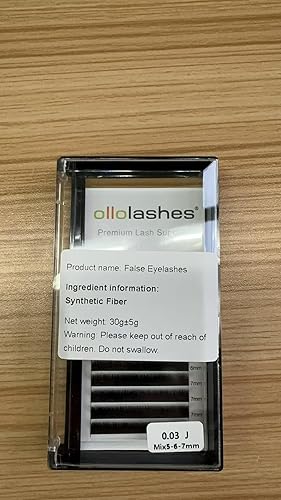 ollolashes®
Premium Lash Sup
Product name: False Eyelashes
Ingredient information:
Synthetic Fiber
Net weight: 30g±5g
Warning: Please keep out of reach of
children. Do not swallow.
6mm
7mm
7mm
7mm
0.03 J
Mix5-6-7mm